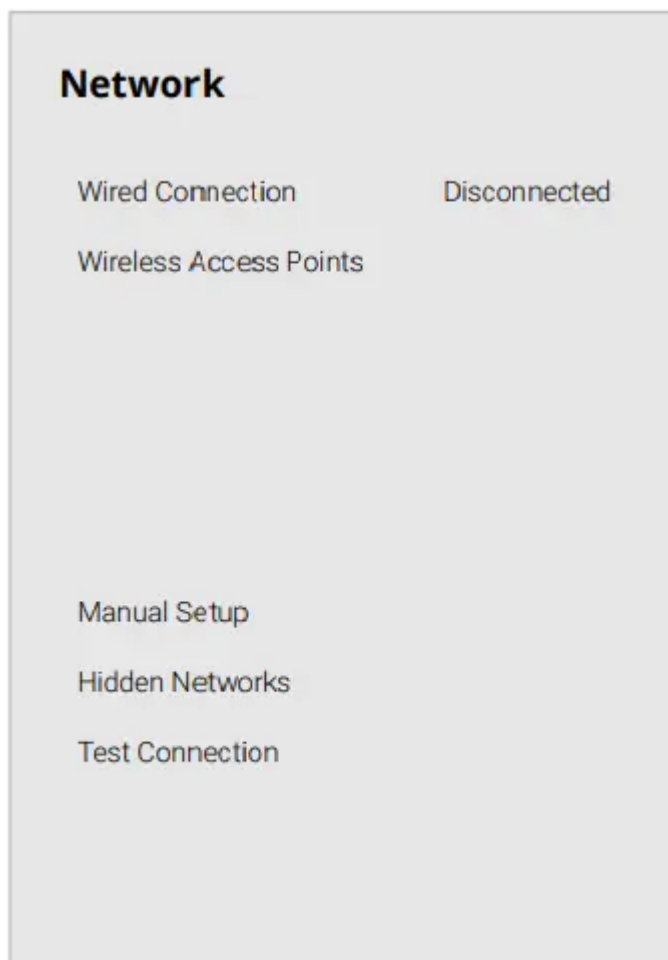 Network
Wired Connection Disconnected
Wireless Access Points
Manual Setup
Hidden Networks
Test Connection